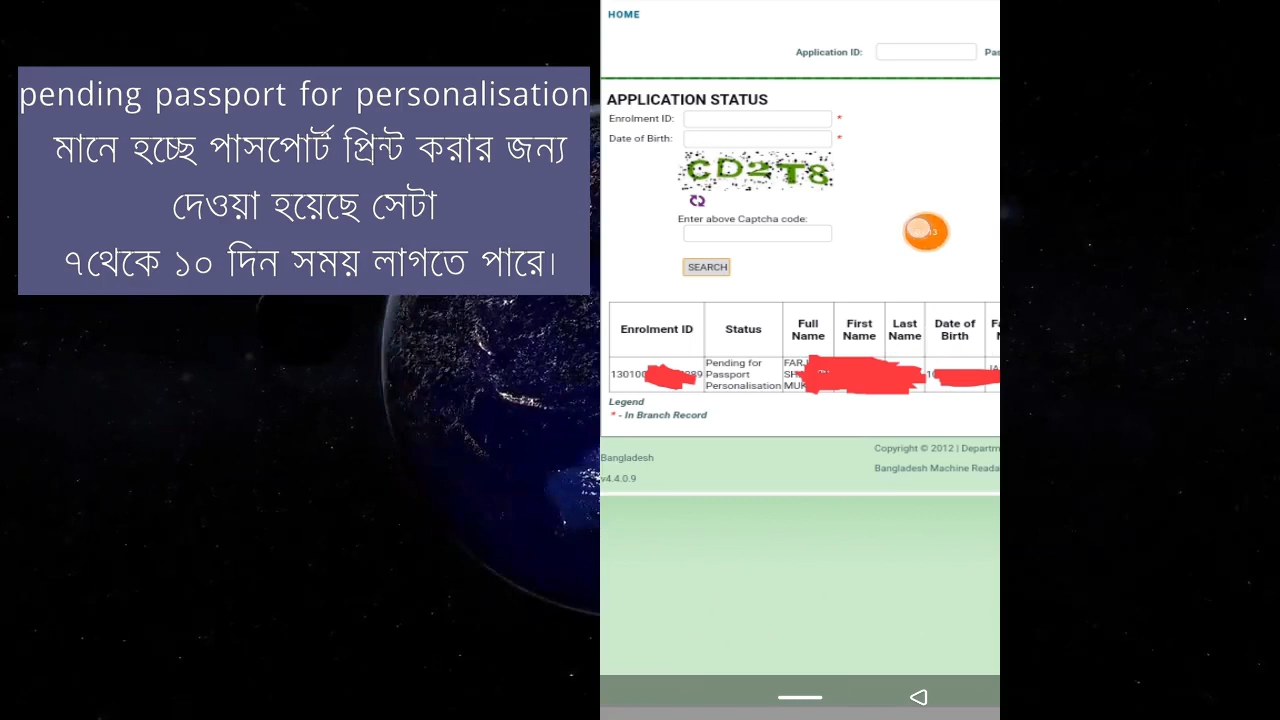 pending passport for personalisation
মানে হচ্ছে পাসপোর্ট প্রিন্ট করার জন্য
দেওয়া হয়েছে সেটা
৭থেকে ১০ দিন সময় লাগতে পারে।
HOME
Application ID:
APPLICATION STATUS
Enrolment ID: *
Date of Birth: *
CD2T8
Enter above Captcha code:
SEARCH
Enrolment ID Status Full Name First Name Last Name Date of Birth
Pending for
Passport
Personalisation
Legend
* - In Branch Record
Copyright © 2012 |
Bangladesh
Bangladesh Machine
v4.4.0.9